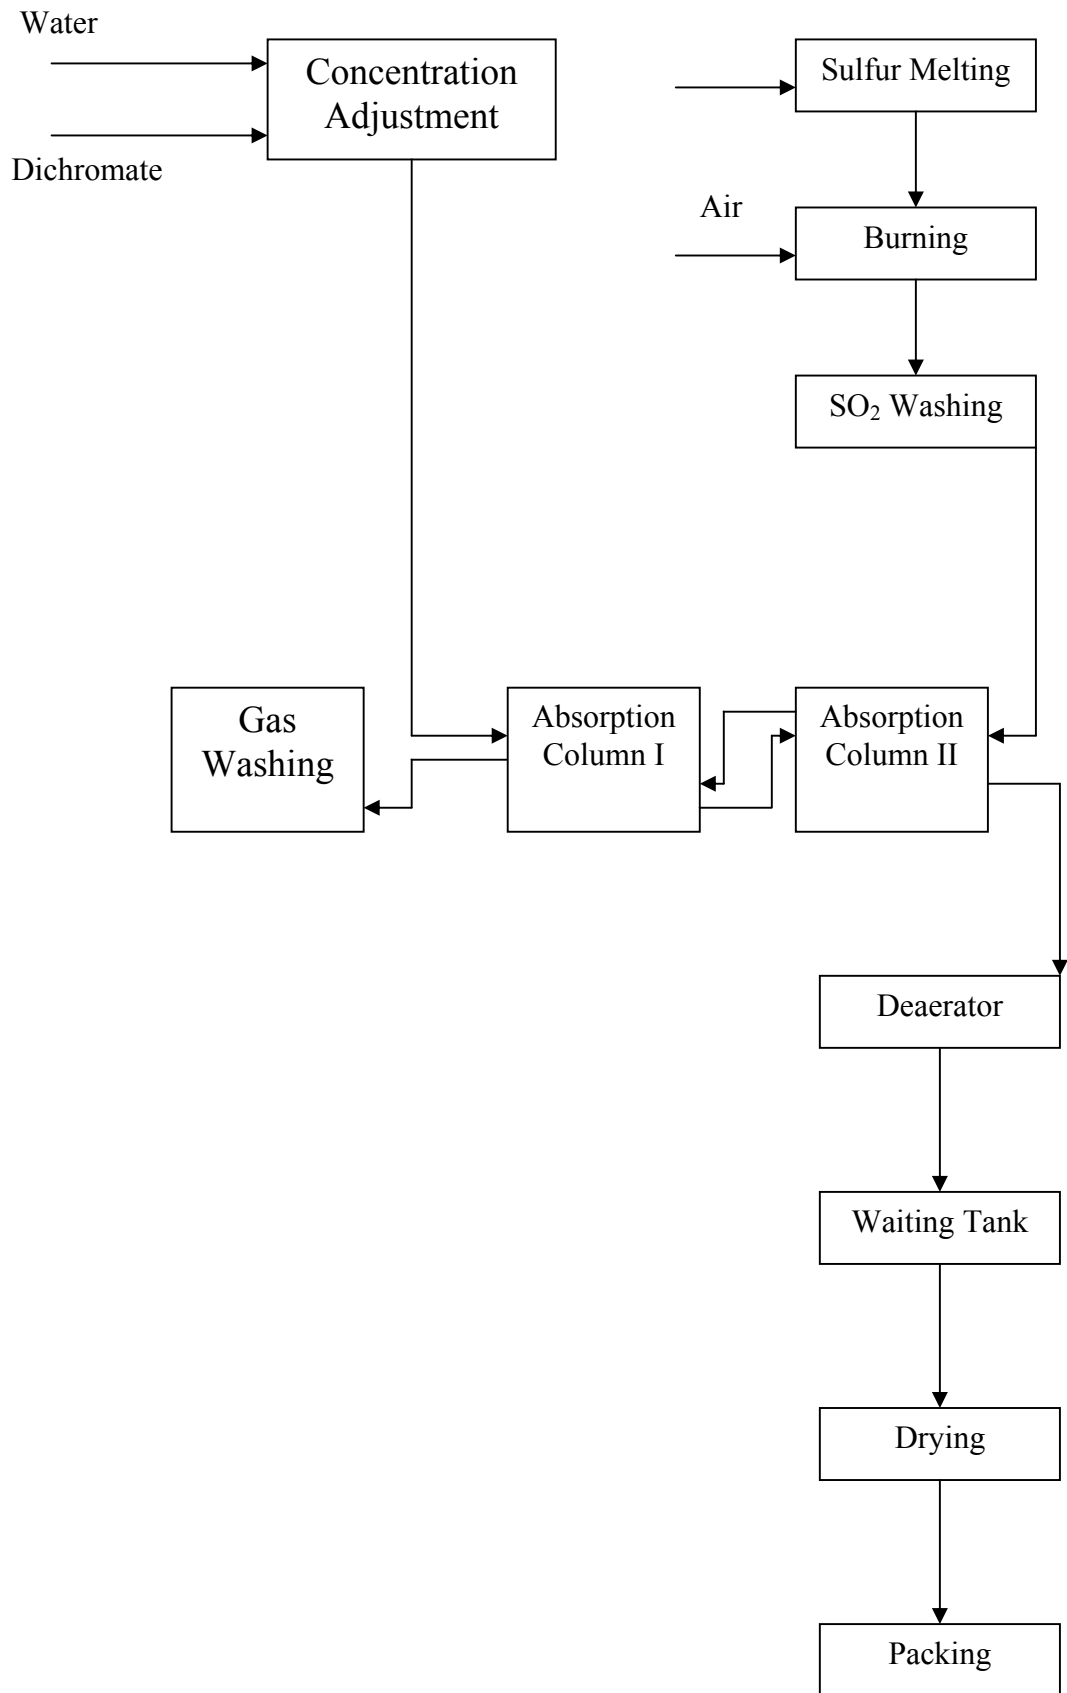 Water
Concentration
Adjustment
Dichromate
Sulfur Melting
Air
Burning
SO₂ Washing
Gas
Washing
Absorption
Column I
Absorption
Column II
Deaerator
Waiting Tank
Drying
Packing